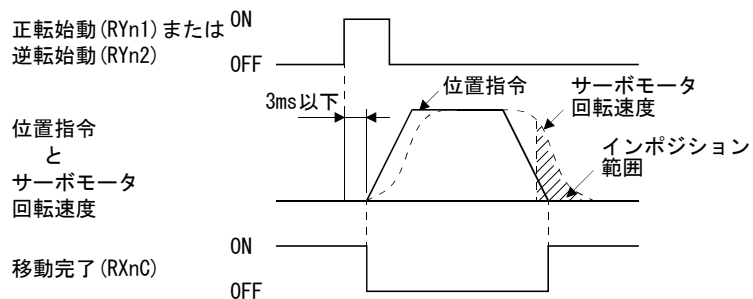 正転始動(RYn1)または
逆転始動(RYn2)
ON
OFF
3ms以下
位置指令
サーボモータ
回転速度
インポジション
範囲
位置指令
と
サーボモータ
回転速度
移動完了(RXnC)
ON
OFF